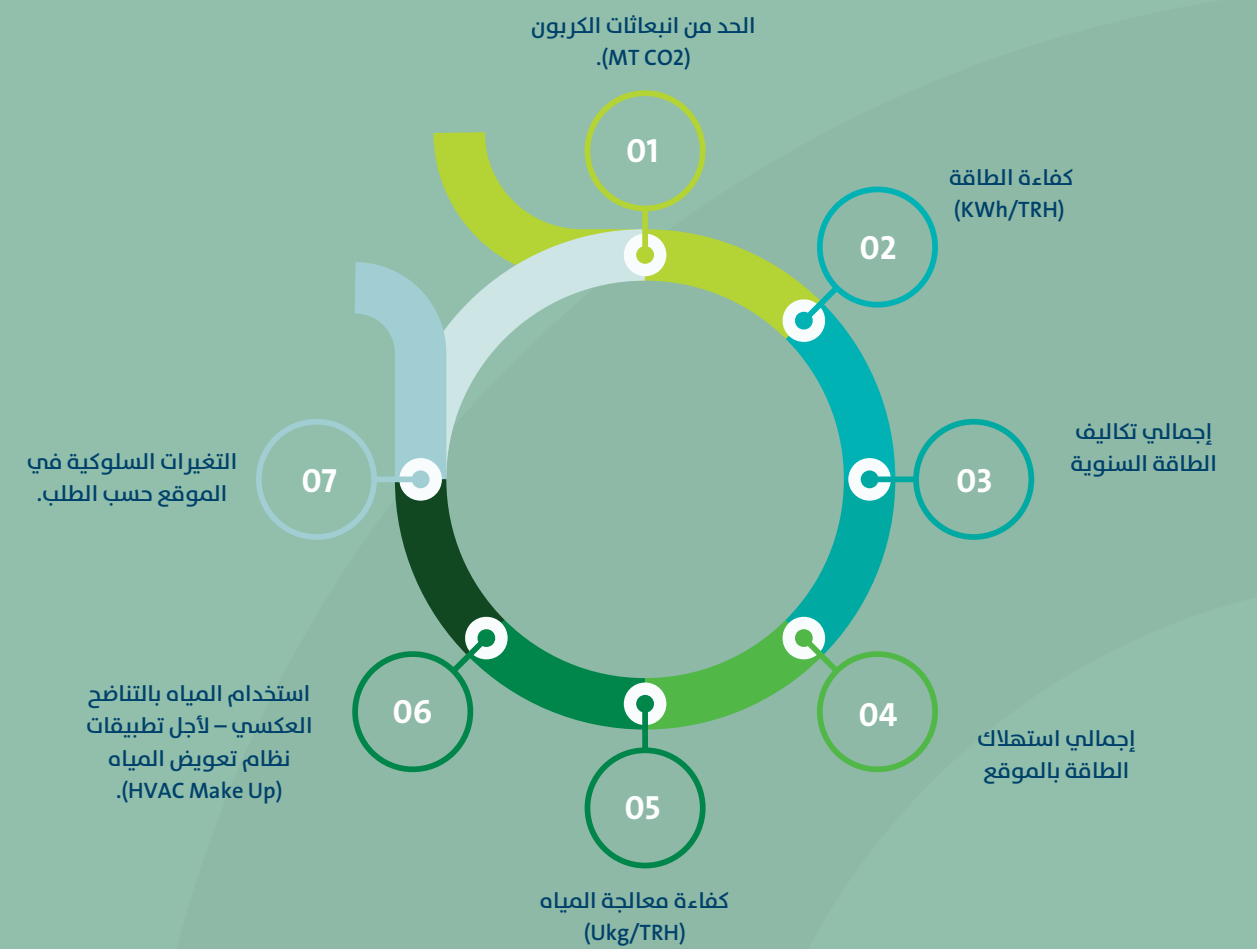 الحد من انبعاثات الكربون
(MT CO2).
01
كفاءة الطاقة
(KWh/TRH)
02
إجمالي تكاليف
الطاقة السنوية
03
إجمالي استهلاك
الطاقة بالموقع
04
كفاءة معالجة المياه
(Ukg/TRH)
05
استخدام المياه بالتناضح
العكسي – لأجل تطبيقات
نظام تعويض المياه
(HVAC Make Up).
06
التغيرات السلوكية في
الموقع حسب الطلب.
07